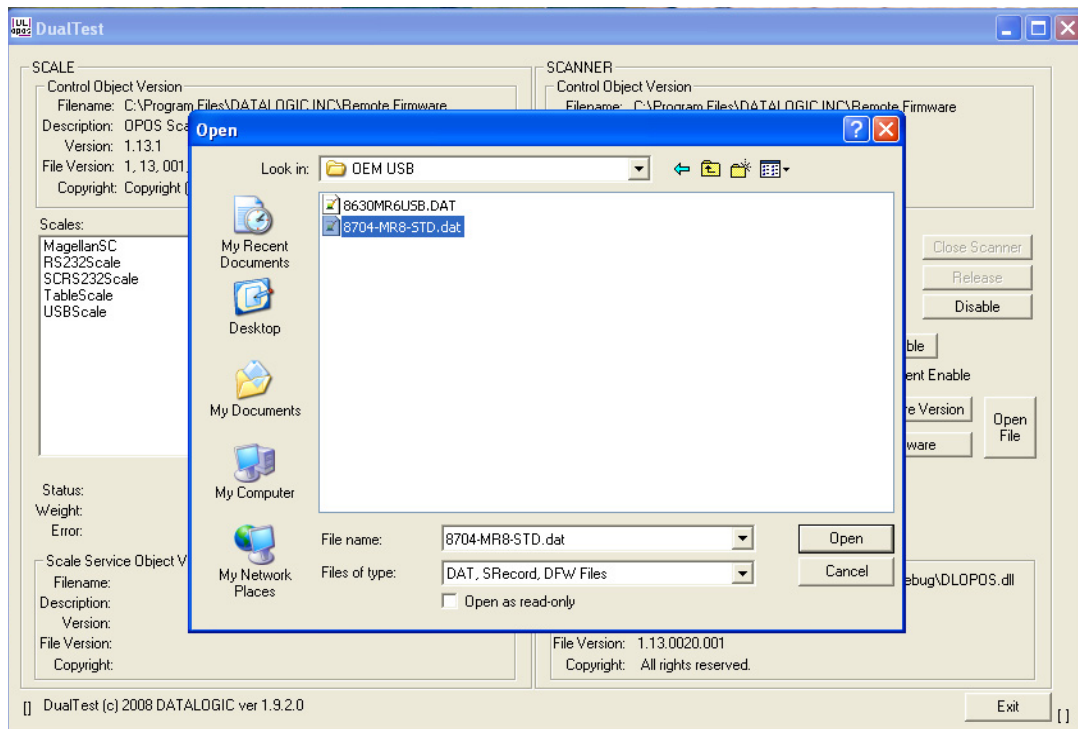 DualTest
SCALE
Control Object Version
Filename: C:\Program Files\DATALOGIC INC\Remote Firmware
Description: OPOS Sca
Version: 1.13.1
File Version: 1, 13, 001,
Copyright: Copyright (
Scales:
MagellanSC
RS232Scale
SCRS232Scale
TableScale
USBScale
Status:
Weight:
Error:
Scale Service Object V
Filename:
Description:
Version:
File Version:
Copyright:
SCANNER
Control Object Version
Filename: C:\Program Files\DATALOGIC INC\Remote Firmware
Close Scanner
Release
Disable
ble
ent Enable
re Version
ware
Open
File
ebug\DLOPOS.dll
File Version: 1.13.0020.001
Copyright: All rights reserved.
Open
Look in: OEM USB
8630MR6USB.DAT
8704-MR8-STD.dat
My Recent
Documents
Desktop
My Documents
My Computer
My Network
Places
File name: 8704-MR8-STD.dat
Open
Files of type: DAT, SRecord, DFW Files
Cancel
Open as read-only
[] DualTest (c) 2008 DATALOGIC ver 1.9.2.0
Exit
[ ]